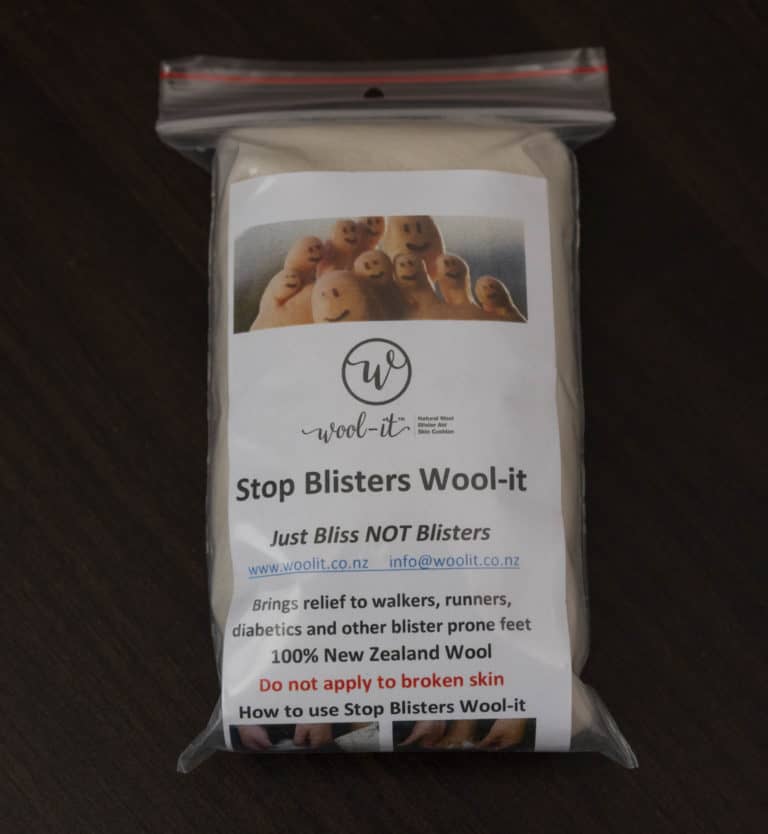 W
wool-it™
Natural Wool
Blister Aid
Skin Cushion
Stop Blisters Wool-it
Just Bliss NOT Blisters
www.woolit.co.nz info@woolit.co.nz
Brings relief to walkers, runners,
diabetics and other blister prone feet
100% New Zealand Wool
Do not apply to broken skin
How to use Stop Blisters Wool-it